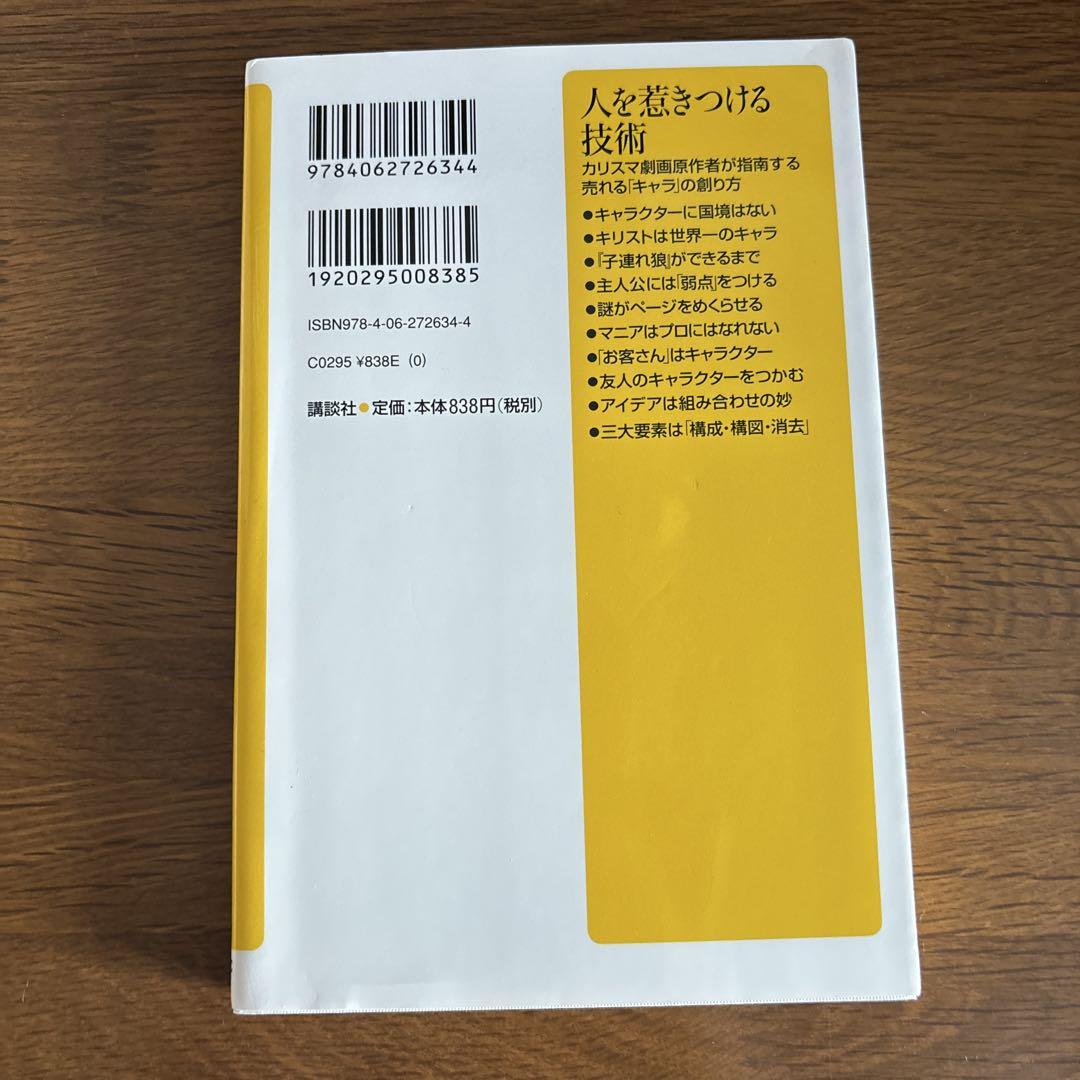 9784062726344
1920295008385
ISBN978-4-06-272634-4
C0295 ¥838E (0)
講談社●定価：本体838円（税別）
人を惹きつける
技術
カリスマ劇画原作者が指南する
売れる「キャラ」の創り方
●キャラクターに国境はない
●キリストは世界一のキャラ
●『子連れ狼』ができるまで
●主人公には「弱点」をつける
●謎がページをめくらせる
●マニアはプロにはなれない
●「お客さん」はキャラクター
●友人のキャラクターをつかむ
●アイデアは組み合わせの妙
●三大要素は「構成・構図・消去」